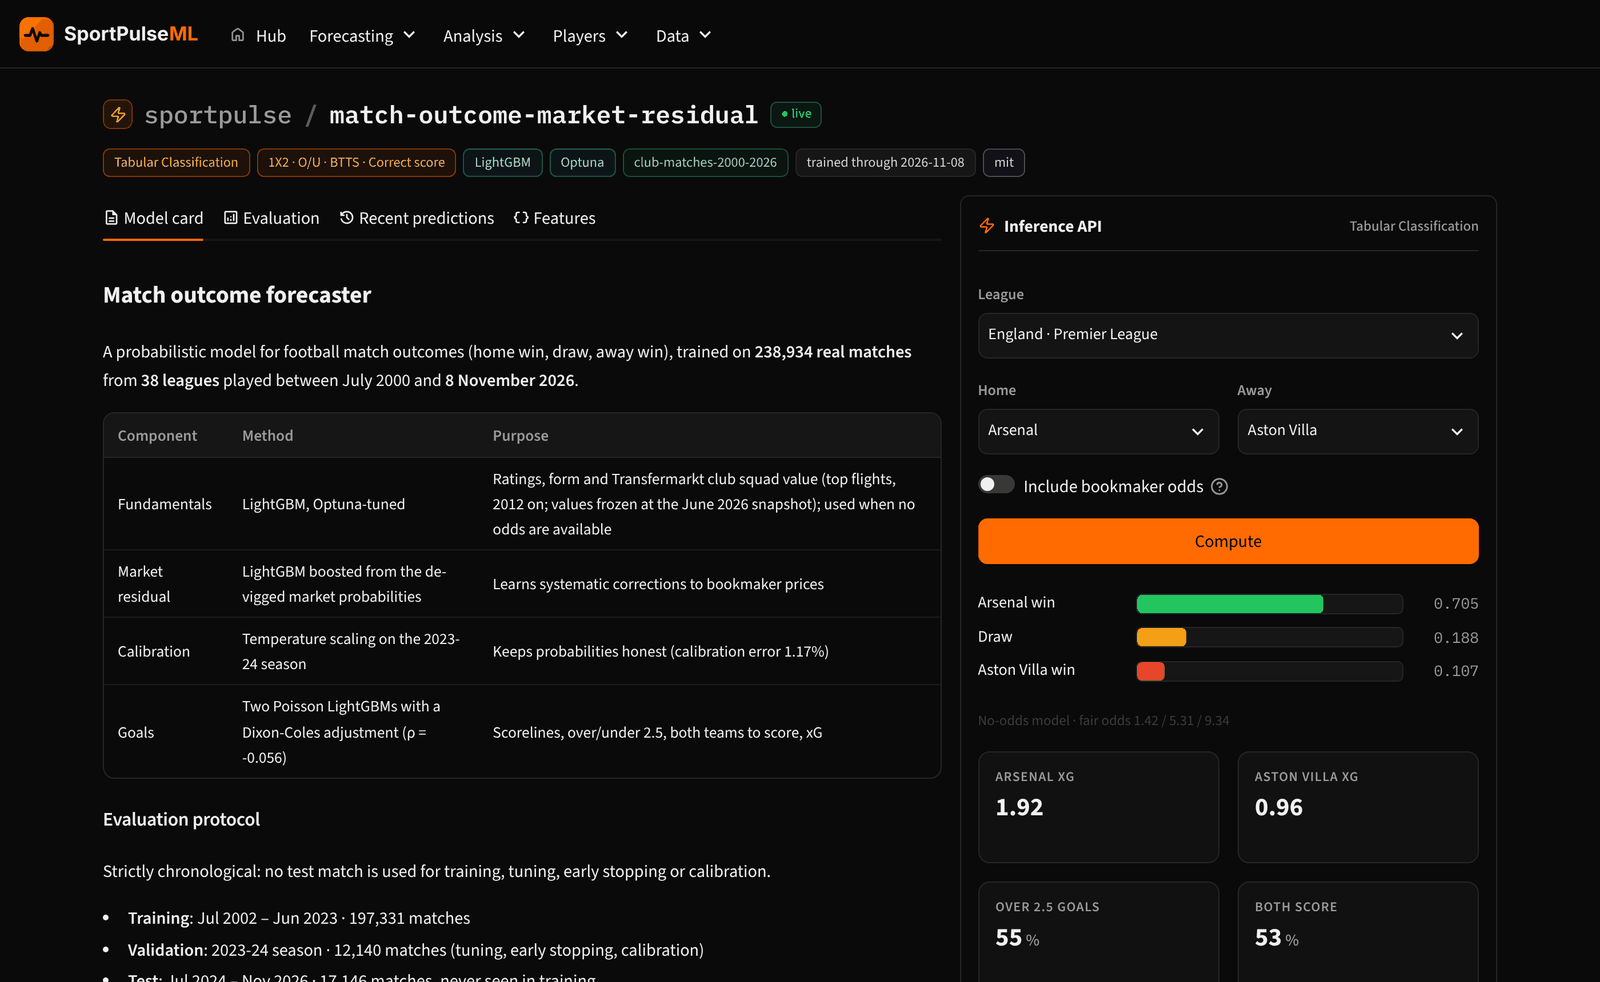 SportPulseML
Hub
Forecasting
Analysis
Players
Data
sportpulse / match-outcome-market-residual
live
Tabular Classification
1X2 · O/U · BTTS · Correct score
LightGBM
Optuna
club-matches-2000-2026
trained through 2026-11-08
mit
Model card
Evaluation
Recent predictions
Features
Match outcome forecaster
A probabilistic model for football match outcomes (home win, draw, away win), trained on 238,934 real matches
from 38 leagues played between July 2000 and 8 November 2026.
Component
Method
Purpose
Fundamentals
LightGBM, Optuna-tuned
Ratings, form and Transfermarkt club squad value (top flights,
2012 on; values frozen at the June 2026 snapshot); used when no
odds are available
Market
residual
LightGBM boosted from the de-
vigged market probabilities
Learns systematic corrections to bookmaker prices
Calibration
Temperature scaling on the 2023-
24 season
Keeps probabilities honest (calibration error 1.17%)
Goals
Two Poisson LightGBMs with a
Dixon-Coles adjustment (ρ =
-0.056)
Scorelines, over/under 2.5, both teams to score, xG
Evaluation protocol
Strictly chronological: no test match is used for training, tuning, early stopping or calibration.
• Training: Jul 2002 – Jun 2023 · 197,331 matches
• Validation: 2023-24 season · 12,140 matches (tuning, early stopping, calibration)
• Test: Jul 2024 – Nov 2026 · 17,146 matches, never seen in training
Inference API
Tabular Classification
League
England · Premier League
Home
Away
Arsenal
Aston Villa
Include bookmaker odds
Compute
Arsenal win
0.705
Draw
0.188
Aston Villa win
0.107
No-odds model · fair odds 1.42 / 5.31 / 9.34
ARSENAL XG
1.92
ASTON VILLA XG
0.96
OVER 2.5 GOALS
55 %
BOTH SCORE
53 %